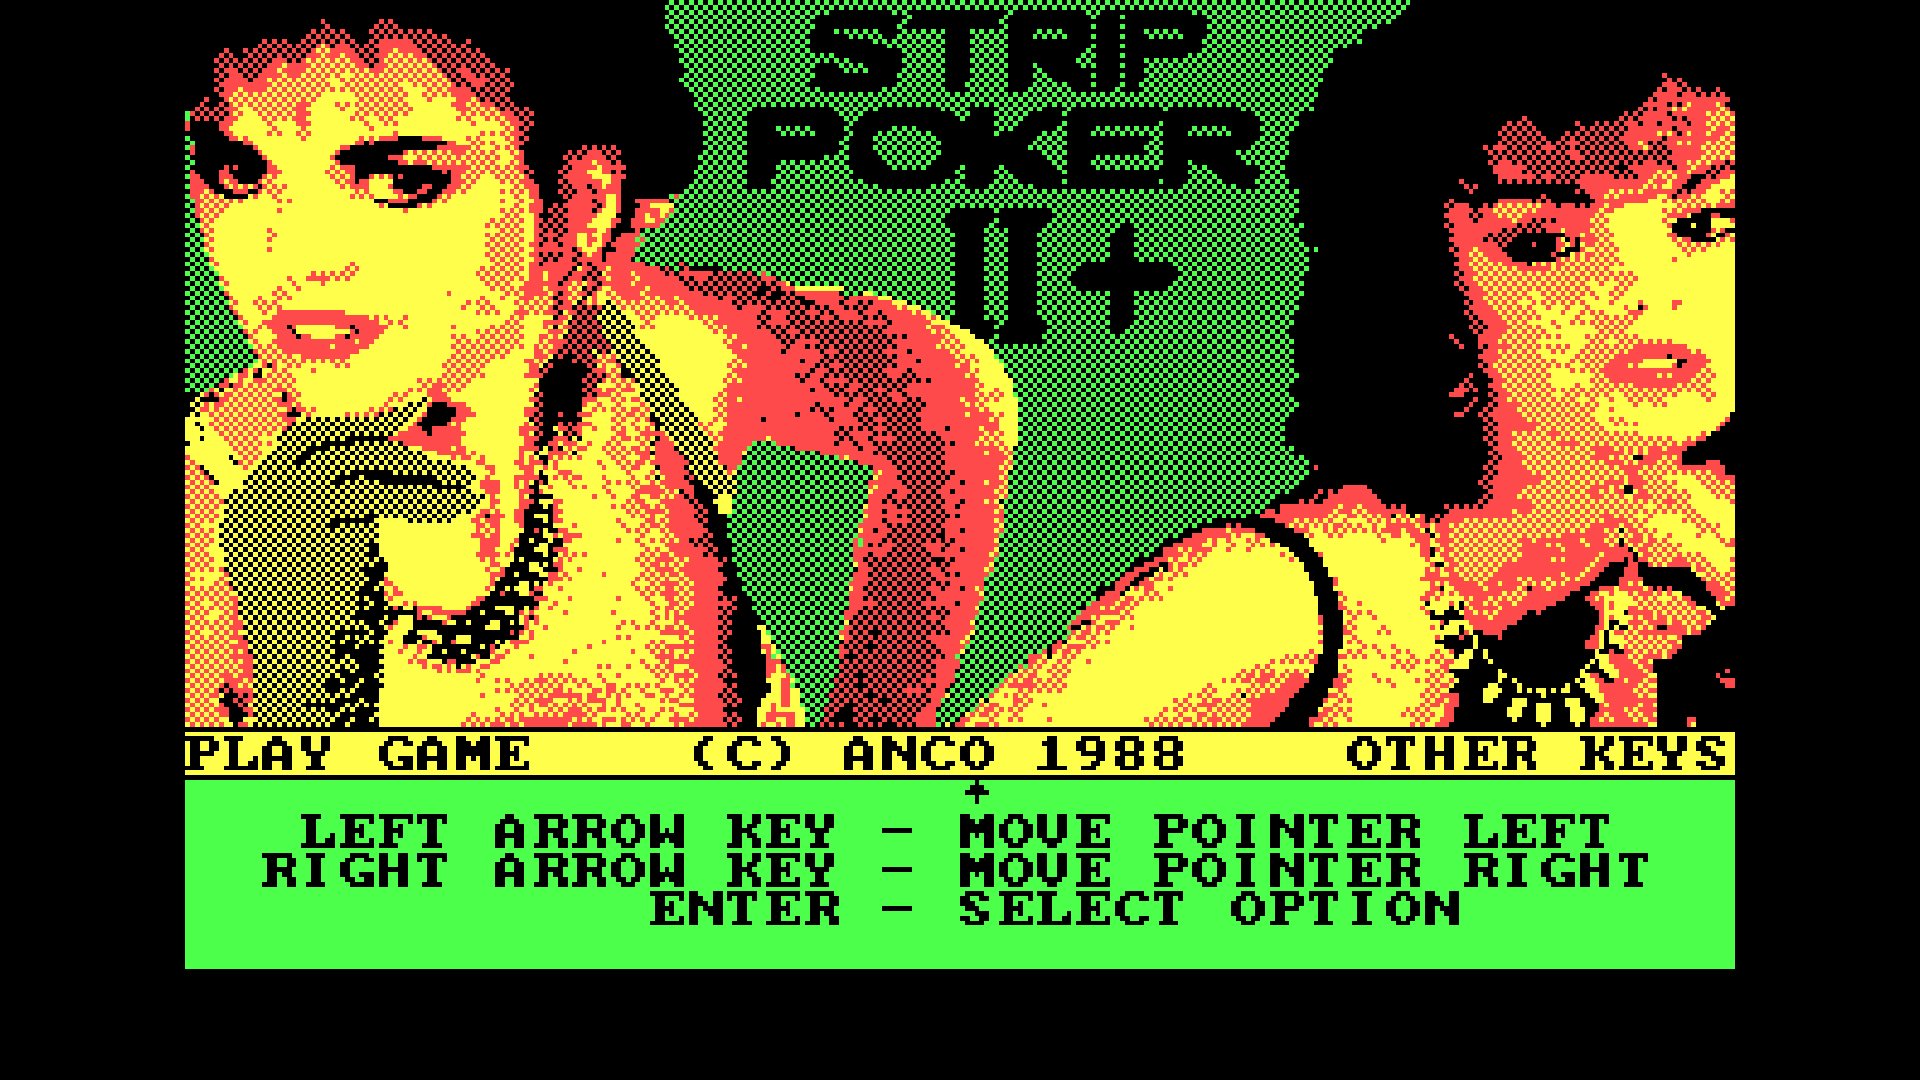 STRIP
POKER
II+
PLAY GAME (C) ANCO 1988 OTHER KEYS
LEFT ARROW KEY - MOVE POINTER LEFT
RIGHT ARROW KEY - MOVE POINTER RIGHT
ENTER - SELECT OPTION